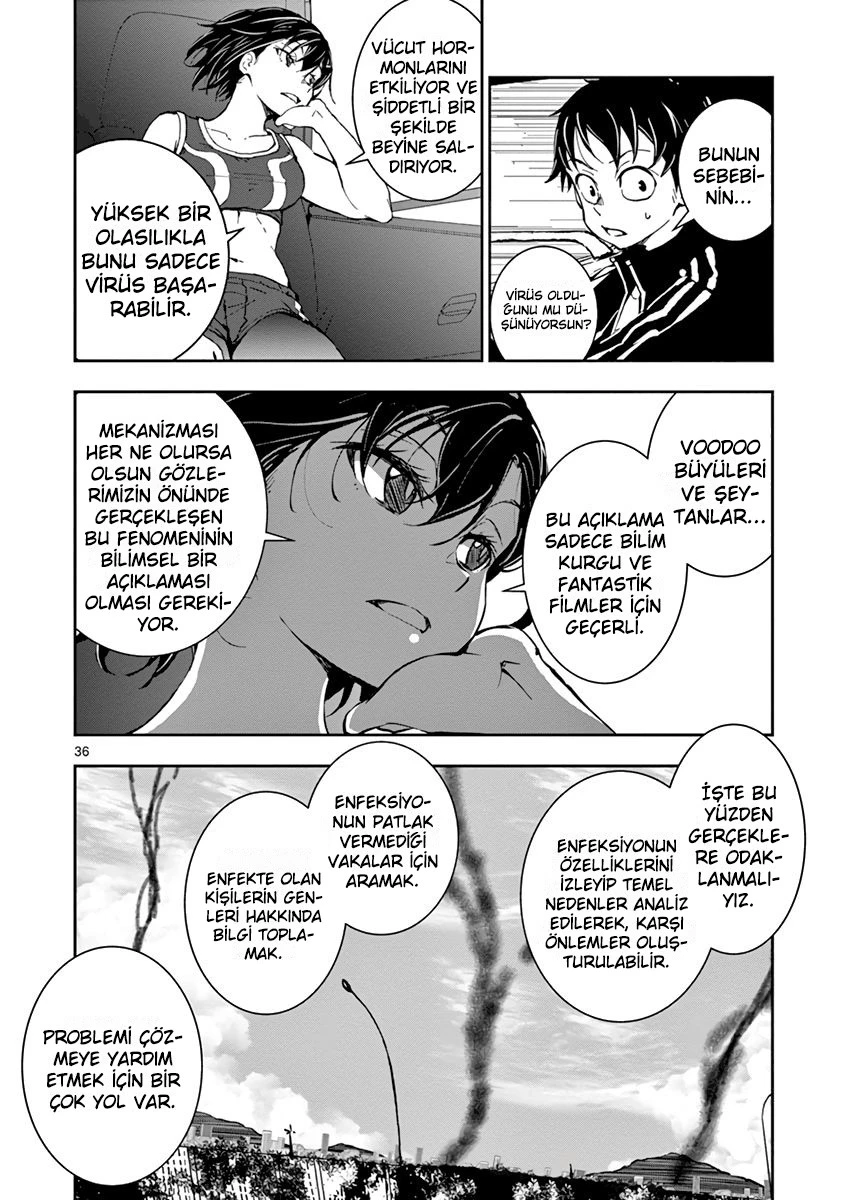 BUNUN
SEBEBİ-
NİN...
VİRÜS OLDU-
ĞUNU MU DÜ-
ŞÜNÜYORSUN?
VÜCUT HOR-
MONLARINI
ETKİLİYOR VE
ŞİDDETLİ BİR
ŞEKİLDE
BEYİNE SAL-
DIRIYOR.
YÜKSEK BİR
OLASILIKLA
BUNU SADECE
VİRÜS BAŞA-
RABİLİR.
VOODOO
BÜYÜLERİ
VE ŞEY-
TANLAR...
BU AÇIKLAMA
SADECE BİLİM
KURGU VE
FANTASTİK
FİLMLER İÇİN
GEÇERLİ.
MEKANİZMASI
HER NE OLURSA
OLSUN GÖZLE-
RİMİZİN ÖNÜNDE
GERÇEKLEŞEN
BU FENOMENİNİN
BİLİMSEL BİR
AÇIKLAMASI
OLMASI GEREKİ-
YOR.
36
İŞTE BU
YÜZDEN
GERÇEKLE-
RE ODAK-
LANMALI-
YIZ.
ENFEKSİYONUN
ÖZELLİKLERİNİ
İZLEYİP TEMEL
NEDENLER ANALİZ
EDİLEREK, KARŞI
ÖNLEMLER OLUŞ-
TURULABİLİR.
ENFEKSİYO-
NUN PATLAK
VERMEDİĞİ
VAKALAR İÇİN
ARAMAK.
ENFEKTE OLAN
KİŞİLERİN GEN-
LERİ HAKKINDA
BİLGİ TOPLA-
MAK.
PROBLEMİ ÇÖZ-
MEYE YARDIM
ETMEK İÇİN BİR
ÇOK YOL VAR.